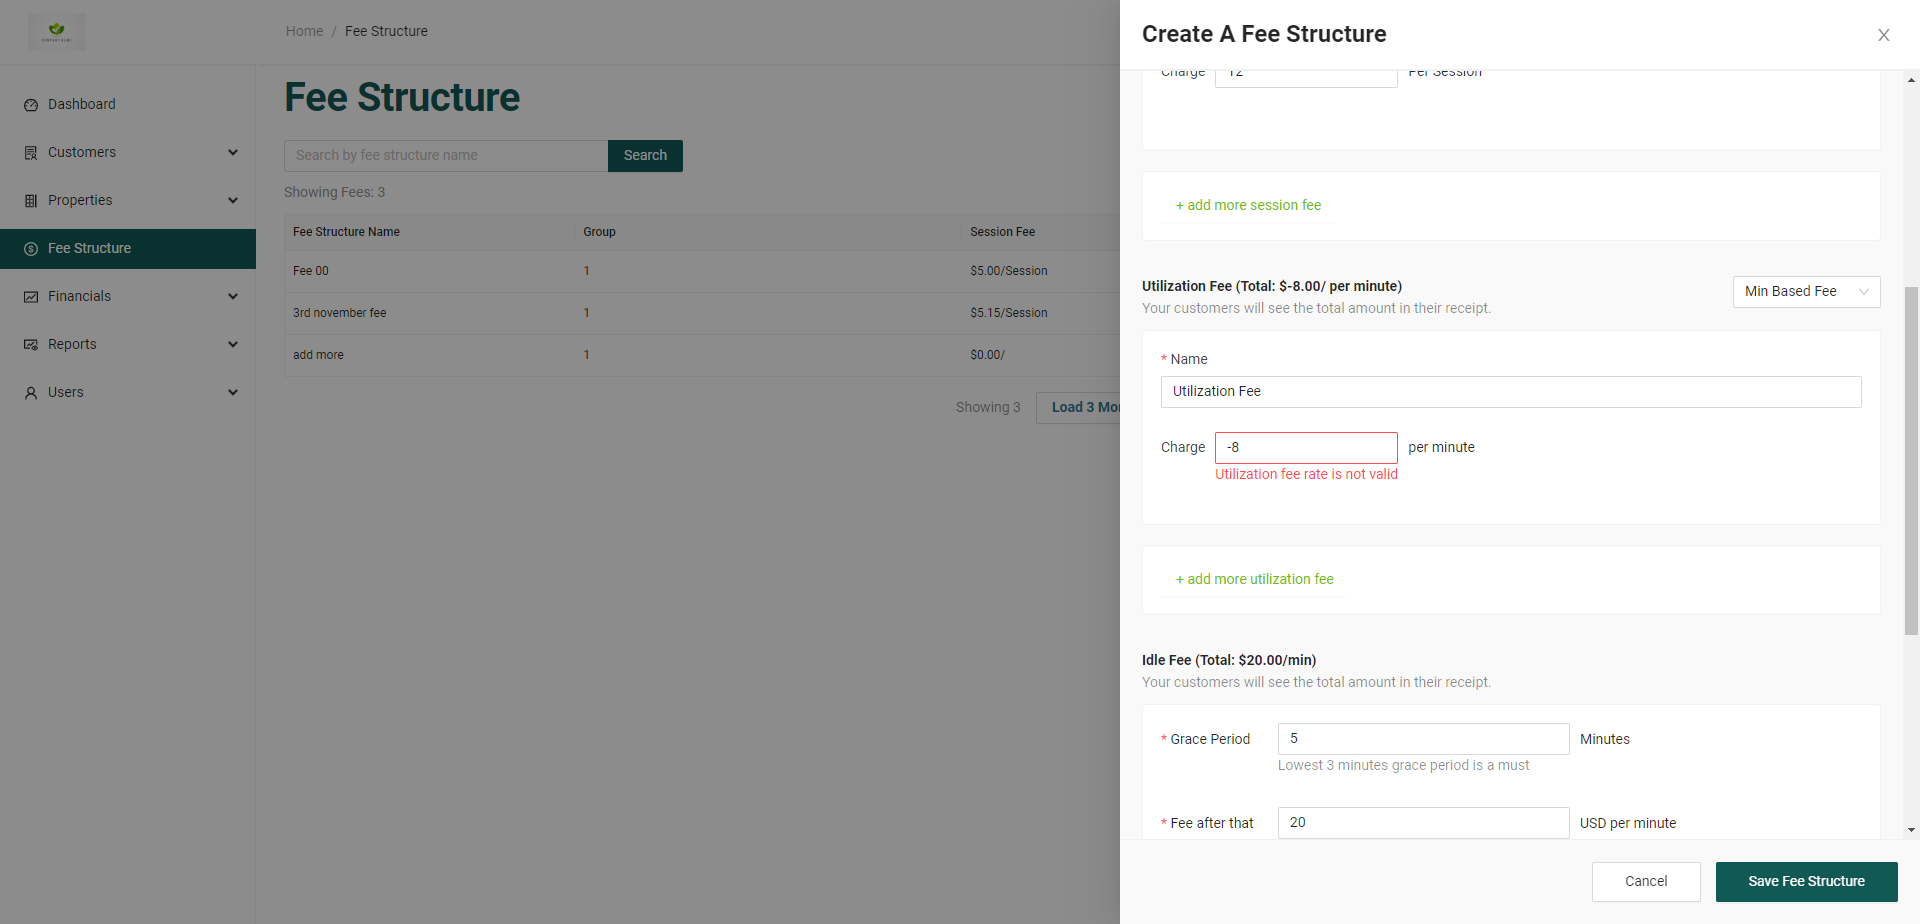 Home / Fee Structure
Dashboard
Customers
Properties
Fee Structure
Financials
Reports
Users
Fee Structure
Search by fee structure name
Search
Showing Fees: 3
Fee Structure Name Group Session Fee
Fee 00 1 $5.00/Session
3rd november fee 1 $5.15/Session
add more 1 $0.00/
Showing 3 Load 3 Mor
Create A Fee Structure
X
Charge 12 Per Session
+ add more session fee
Utilization Fee (Total: $-8.00/ per minute)
Min Based Fee
Your customers will see the total amount in their receipt.
* Name
Utilization Fee
Charge -8 per minute
Utilization fee rate is not valid
+ add more utilization fee
Idle Fee (Total: $20.00/min)
Your customers will see the total amount in their receipt.
* Grace Period 5 Minutes
Lowest 3 minutes grace period is a must
* Fee after that 20 USD per minute
Cancel
Save Fee Structure